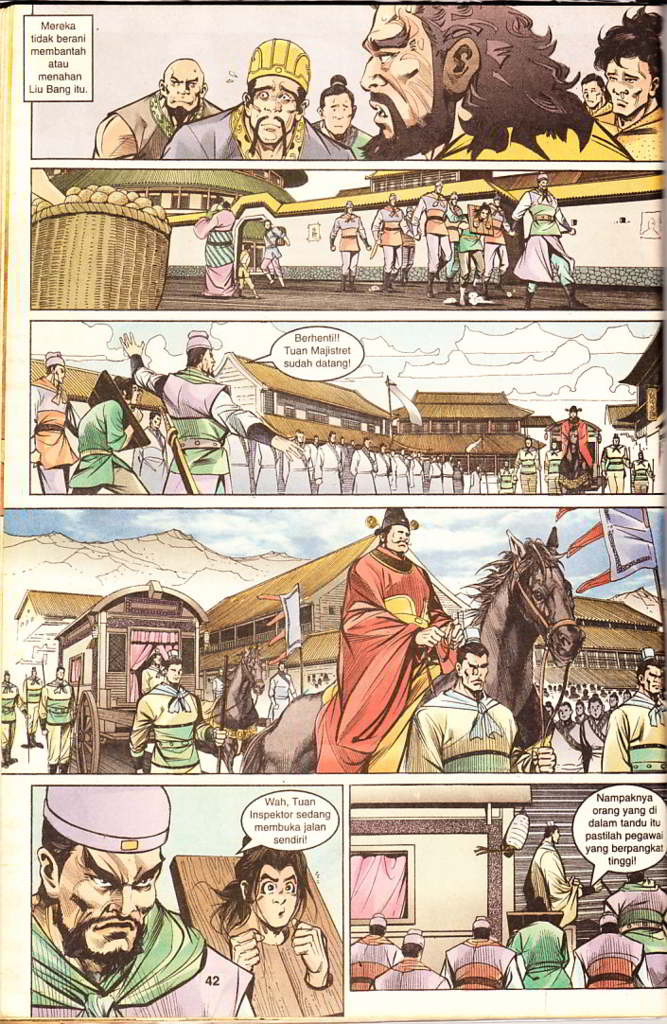 Mereka
tidak berani
membantah
atau
menahan
Liu Bang itu.
Berhenti!!
Tuan Majistret
sudah datang!
Wah, Tuan
Inspektor sedang
membuka jalan
sendiri!
42
Nampaknya
orang yang di
dalam tandu itu
pastilah pegawai
yang berpangkat
tinggi!